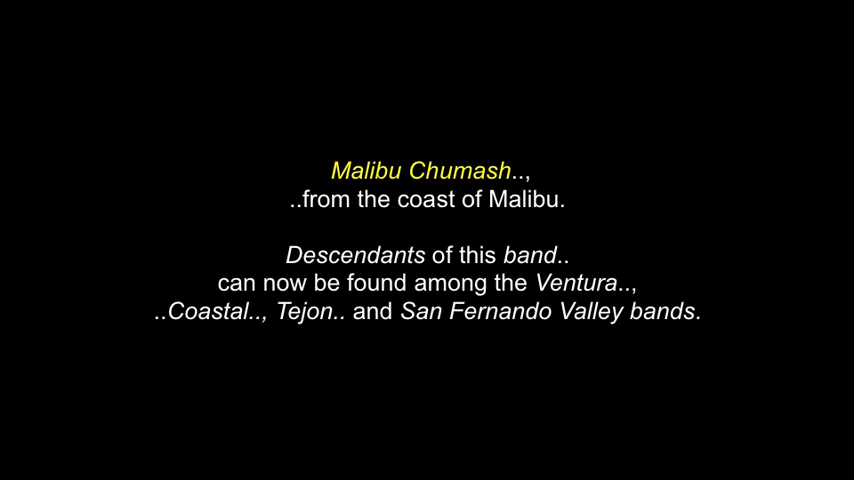 Malibu Chumash..,
..from the coast of Malibu.
Descendants of this band..
can now be found among the Ventura..,
..Coastal.., Tejon.. and San Fernando Valley bands.